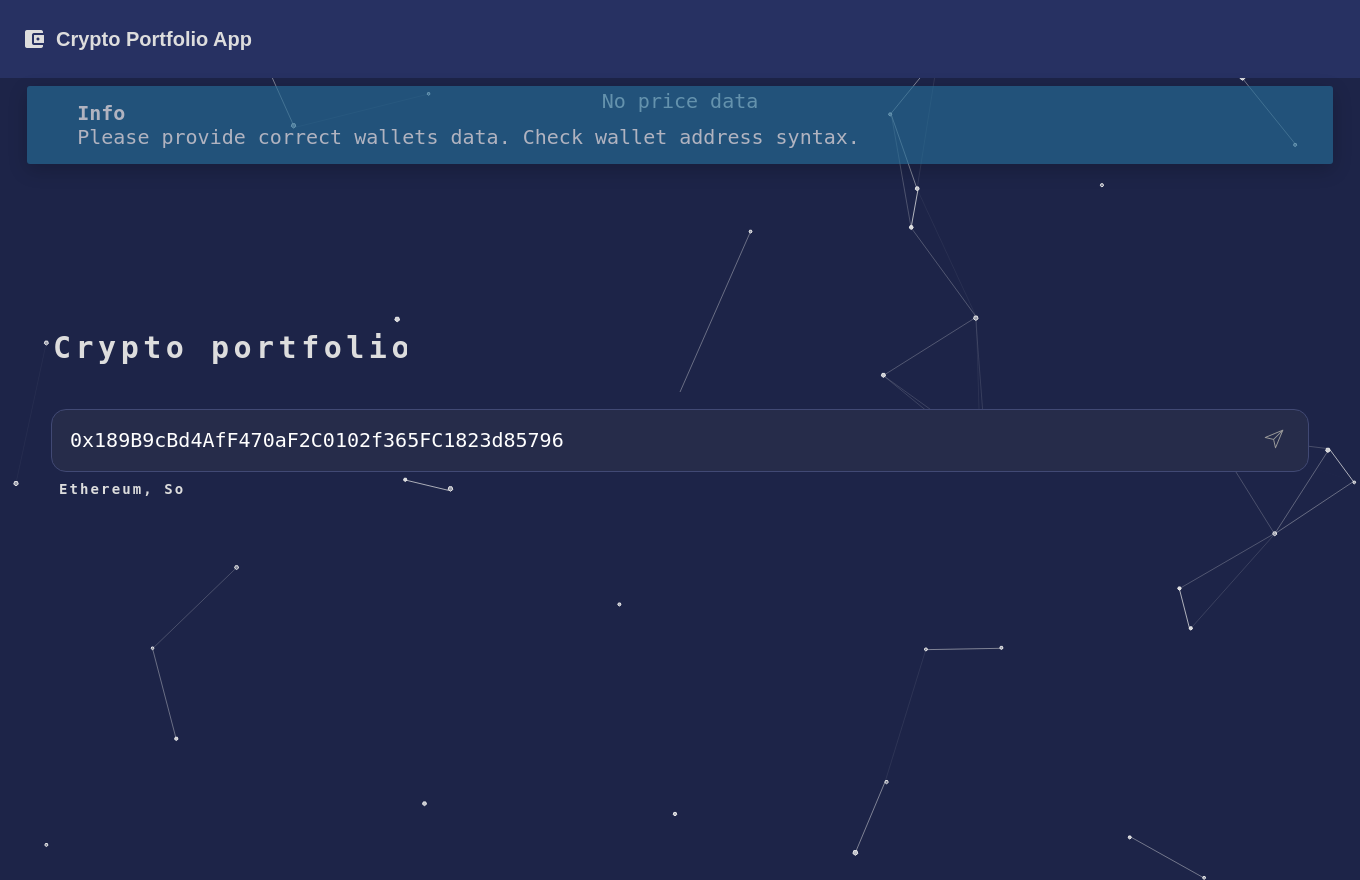 Crypto Portfolio App
No price data
Info
Please provide correct wallets data. Check wallet address syntax.
Crypto portfolio
0x189B9cBd4AfF470aF2C0102f365FC1823d85796
Ethereum, So